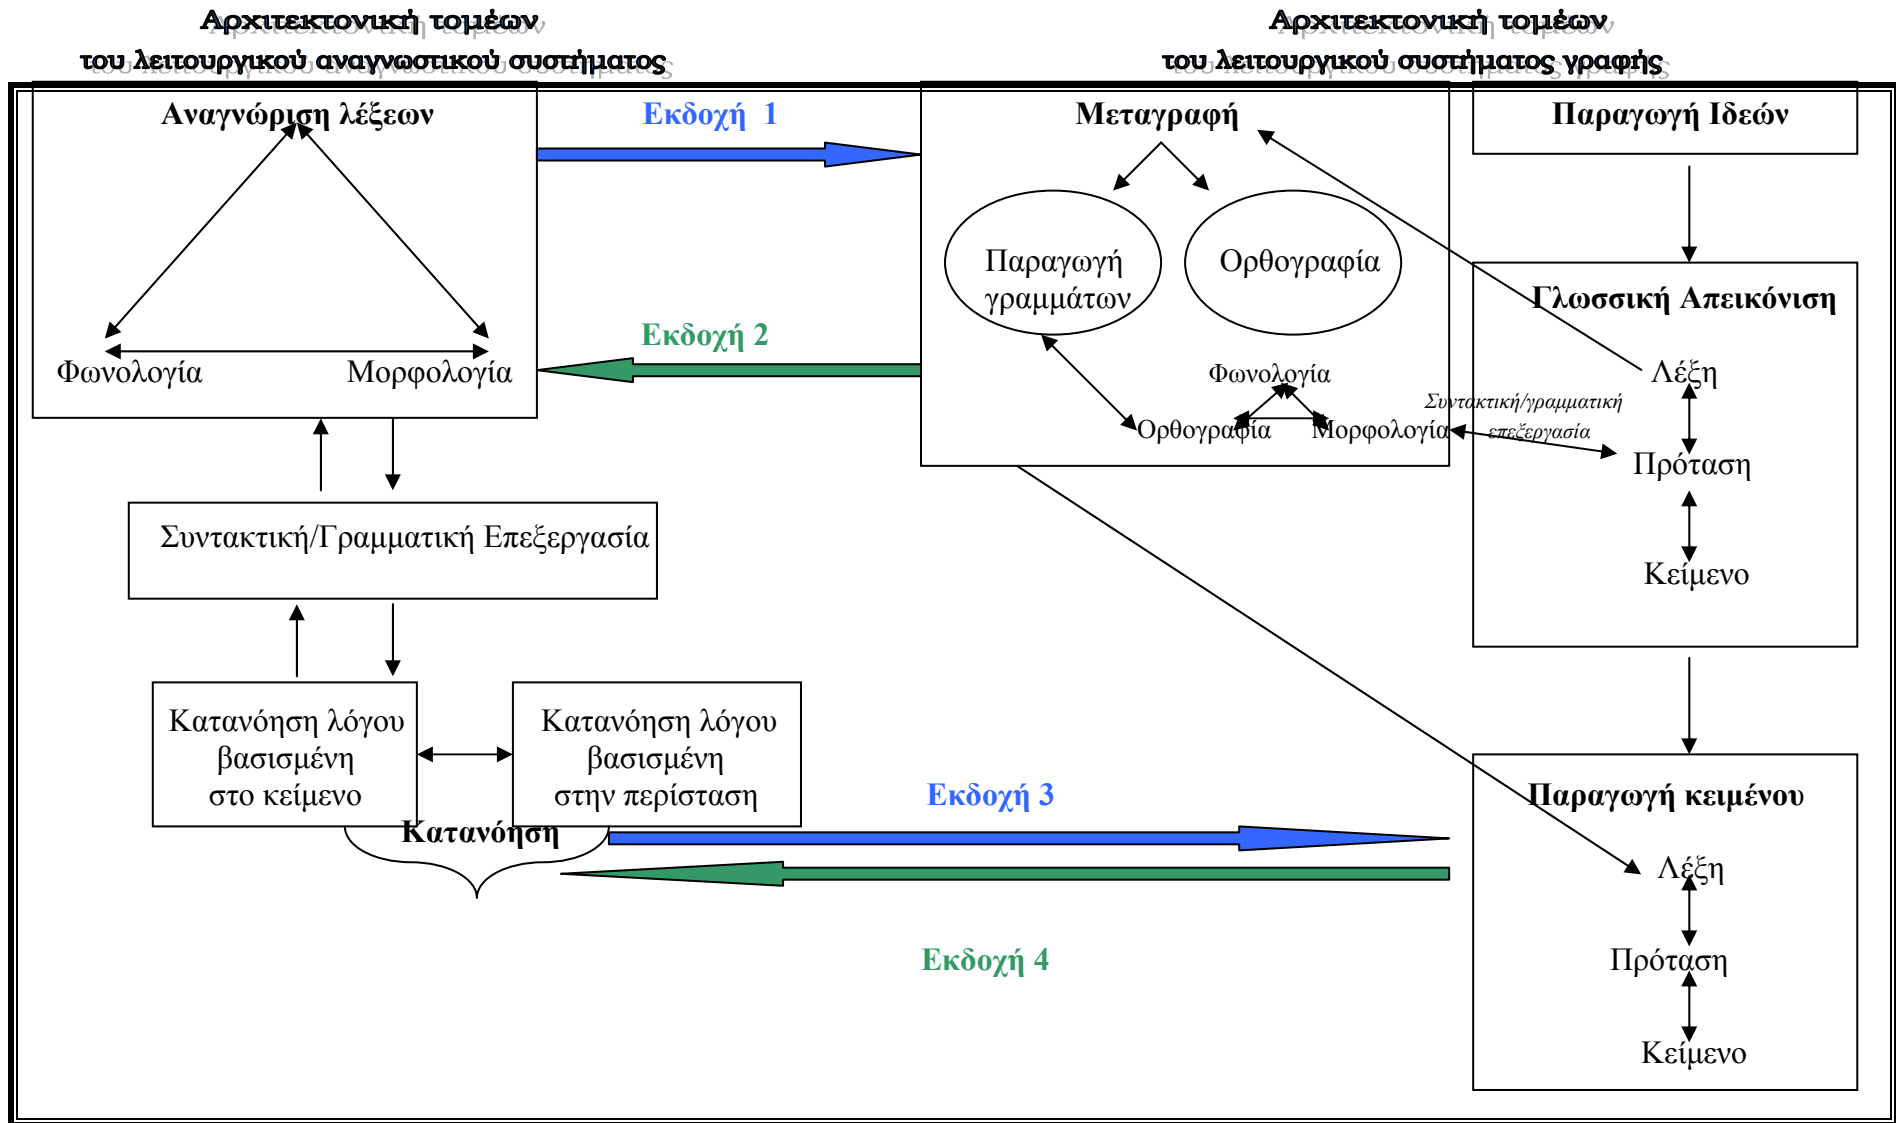 Αρχιτεκτονική τομέων
του λειτουργικού αναγνωστικού συστήματος
Αρχιτεκτονική τομέων
του λειτουργικού συστήματος γραφής
Αναγνώριση λέξεων
Φωνολογία
Μορφολογία
Εκδοχή 1
Εκδοχή 2
Μεταγραφή
Παραγωγή
γραμμάτων
Ορθογραφία
Φωνολογία
Ορθογραφία
Μορφολογία
Συντακτική/γραμματική
επεξεργασία
Παραγωγή Ιδεών
Γλωσσική Απεικόνιση
Λέξη
Πρόταση
Κείμενο
Συντακτική/Γραμματική Επεξεργασία
Κατανόηση λόγου
βασισμένη
στο κείμενο
Κατανόηση λόγου
βασισμένη
στην περίσταση
Κατανόηση
Εκδοχή 3
Εκδοχή 4
Παραγωγή κειμένου
Λέξη
Πρόταση
Κείμενο